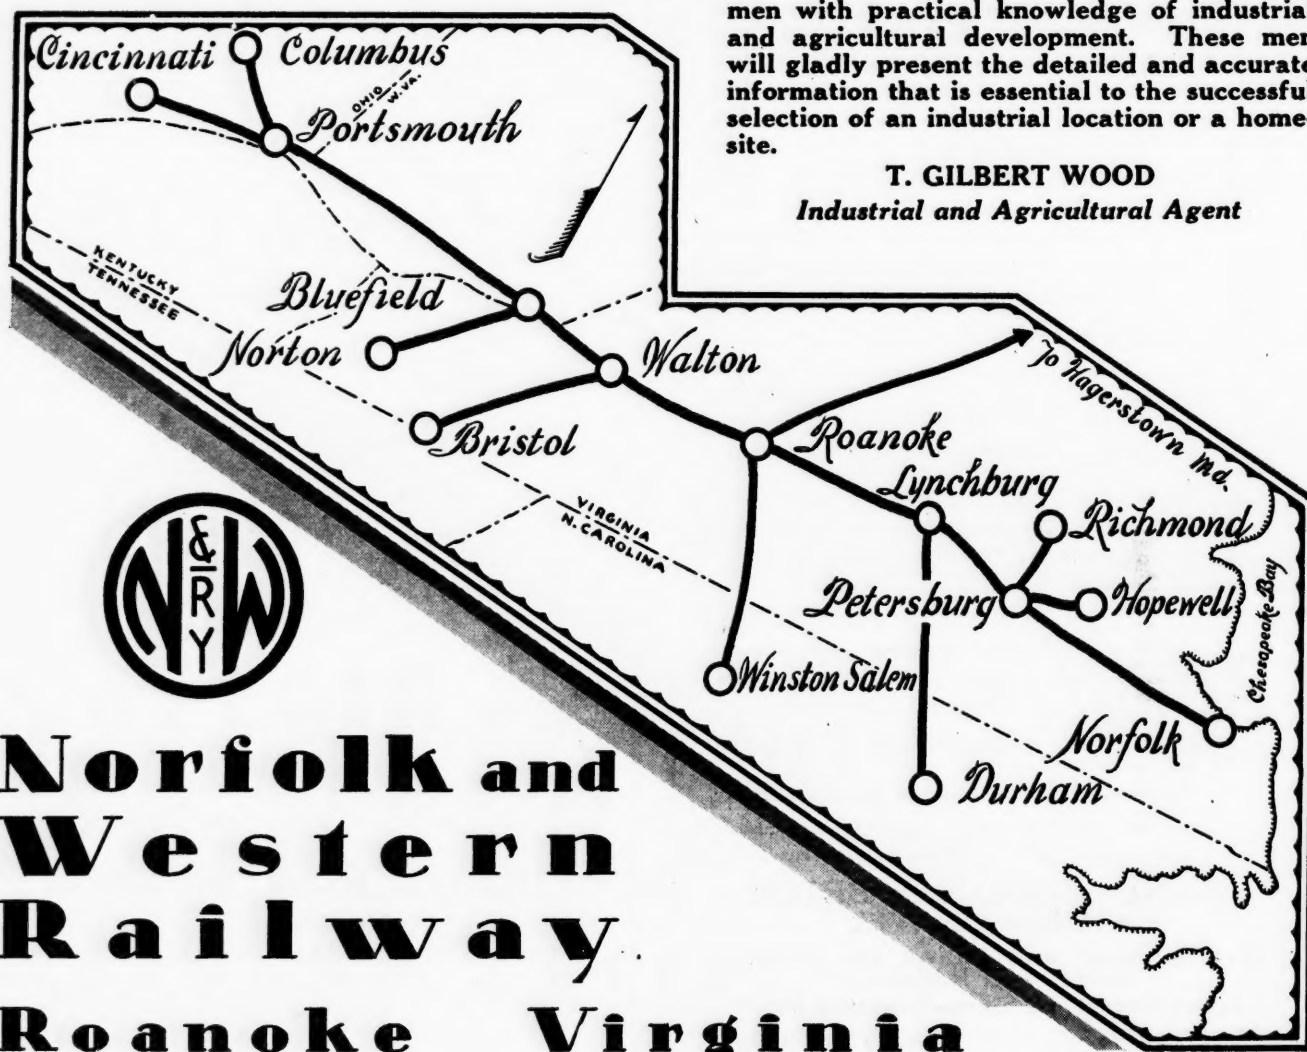 men with practical knowledge of industria
and agricultural development. These men
will gladly present the detailed and accurate
information that is essential to the successfu
selection of an industrial location or a home
site.
T. GILBERT WOOD
Industrial and Agricultural Agent
Cincinnati
Columbus
OHIO
W.VA.
Portsmouth
KENTUCKY
TENNESSEE
Bluefield
Norton
Walton
To Hagerstown Md.
Bristol
Roanoke
Lynchburg
VIRGINIA
N. CAROLINA
Richmond
Petersburg
Hopewell
Chesapeake Bay
Winston Salem
Norfolk
Durham
N & W
RY
Norfolk and
Western
Railway
Roanoke Virginia